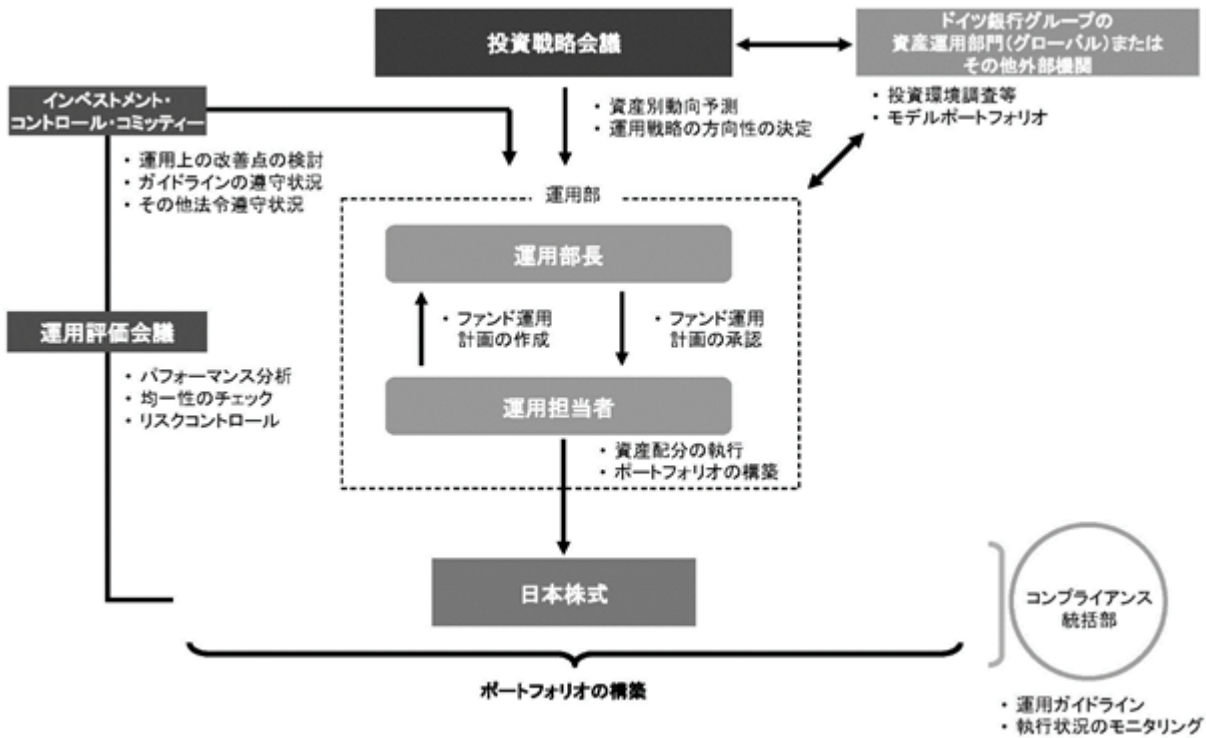 投資戦略会議
ドイツ銀行グループの
資産運用部門(グローバル)または
その他外部機関
・ 投資環境調査等
・ モデルポートフォリオ
・ 資産別動向予測
・ 運用戦略の方向性の決定
インベストメント・
コントロール・コミッティー
・ 運用上の改善点の検討
・ ガイドラインの遵守状況
・ その他法令遵守状況
運用部
運用部長
・ ファンド運用
計画の作成
・ ファンド運用
計画の承認
運用評価会議
・ パフォーマンス分析
・ 均一性のチェック
・ リスクコントロール
運用担当者
・ 資産配分の執行
・ ポートフォリオの構築
日本株式
コンプライアンス
統括部
ポートフォリオの構築
・ 運用ガイドライン
・ 執行状況のモニタリング